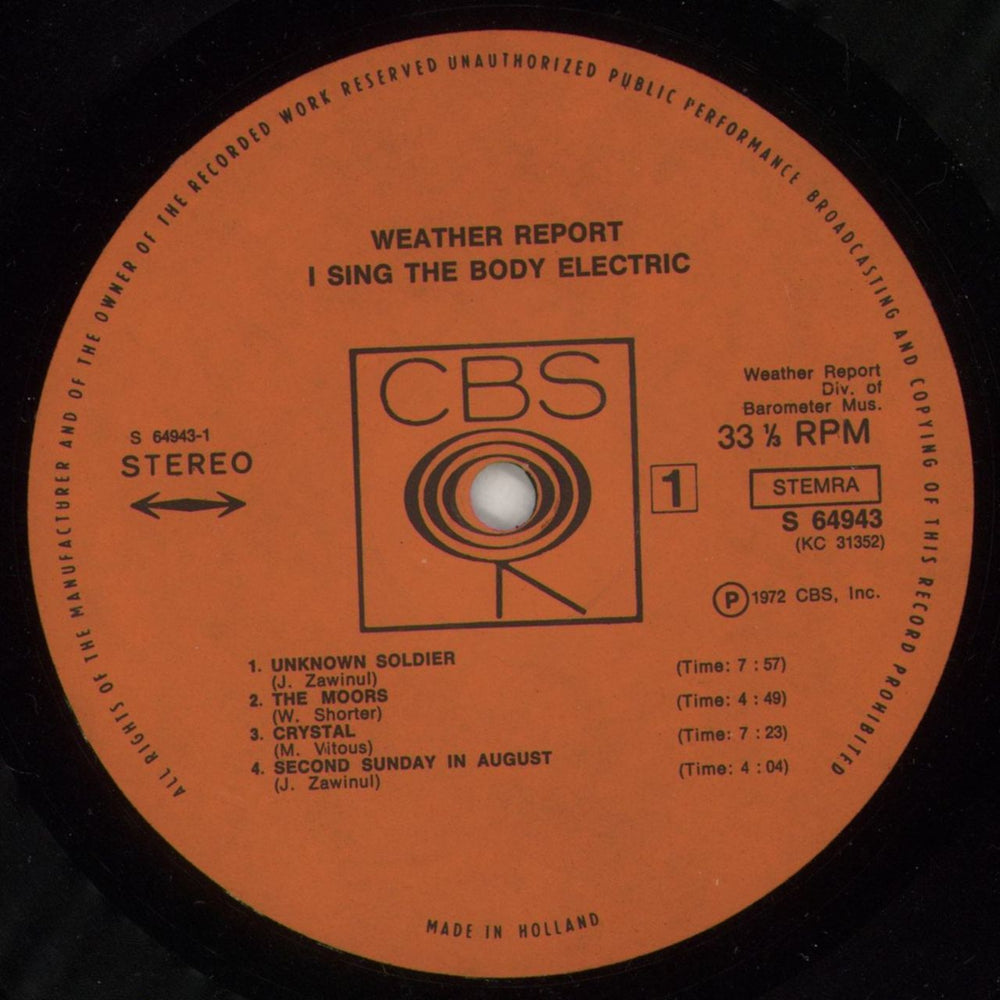 ALL RIGHTS OF THE MANUFACTURER AND OF THE OWNER OF THE RECORDED WORK RESERVED UNAUTHORIZED PUBLIC PERFORMANCE BROADCASTING AND COPYING OF THIS RECORD PROHIBITED
WEATHER REPORT
I SING THE BODY ELECTRIC
CBS
Weather Report
Div. of
Barometer Mus.
33 ⅓ RPM
S 64943-1
STEREO
1
STEMRA
S 64943
(KC 31352)
Ⓟ 1972 CBS, Inc.
1. UNKNOWN SOLDIER (Time: 7 : 57)
(J. Zawinul)
2. THE MOORS (Time: 4 : 49)
(W. Shorter)
3. CRYSTAL (Time: 7 : 23)
(M. Vitous)
4. SECOND SUNDAY IN AUGUST (Time: 4 : 04)
(J. Zawinul)
MADE IN HOLLAND